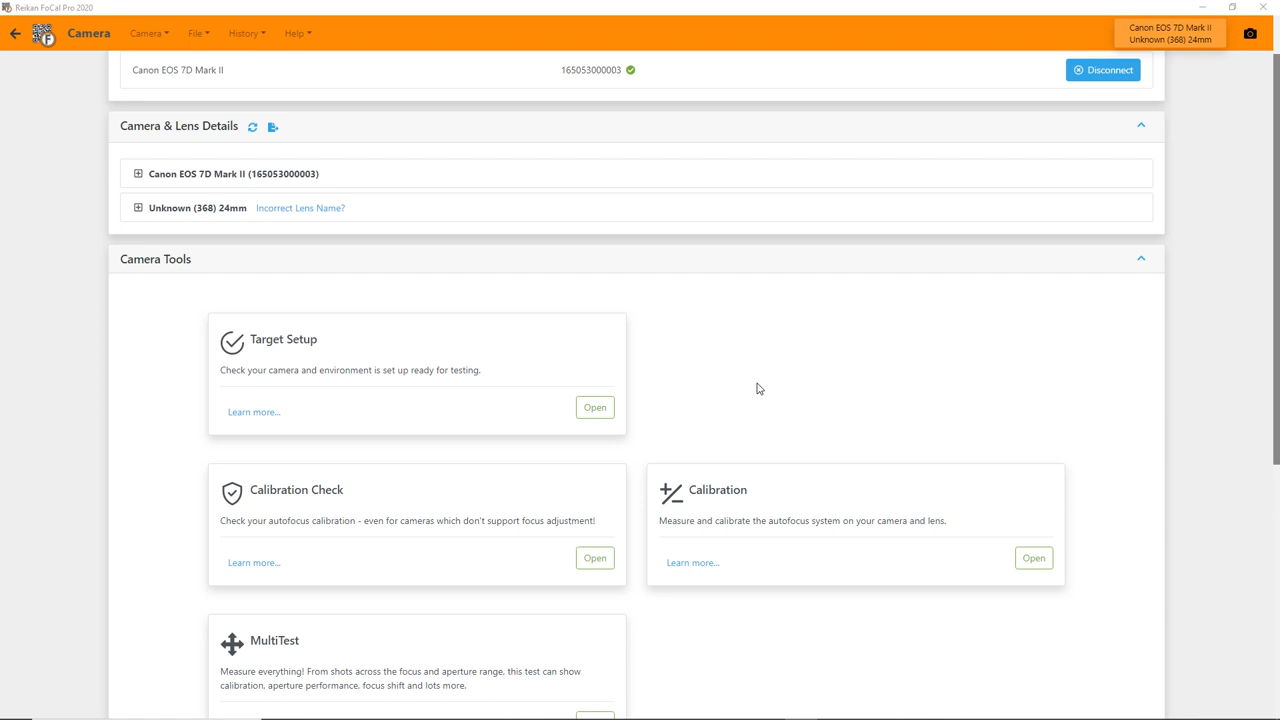 Reikan FoCal Pro 2020
Camera
Camera
File
History
Help
Canon EOS 7D Mark II
Unknown (368) 24mm
Canon EOS 7D Mark II
165053000003
Disconnect
Camera & Lens Details
Canon EOS 7D Mark II (165053000003)
Unknown (368) 24mm Incorrect Lens Name?
Camera Tools
Target Setup
Check your camera and environment is set up ready for testing.
Learn more...
Open
Calibration Check
Check your autofocus calibration - even for cameras which don't support focus adjustment!
Learn more...
Open
Calibration
Measure and calibrate the autofocus system on your camera and lens.
Learn more...
Open
MultiTest
Measure everything! From shots across the focus and aperture range, this test can show
calibration, aperture performance, focus shift and lots more.